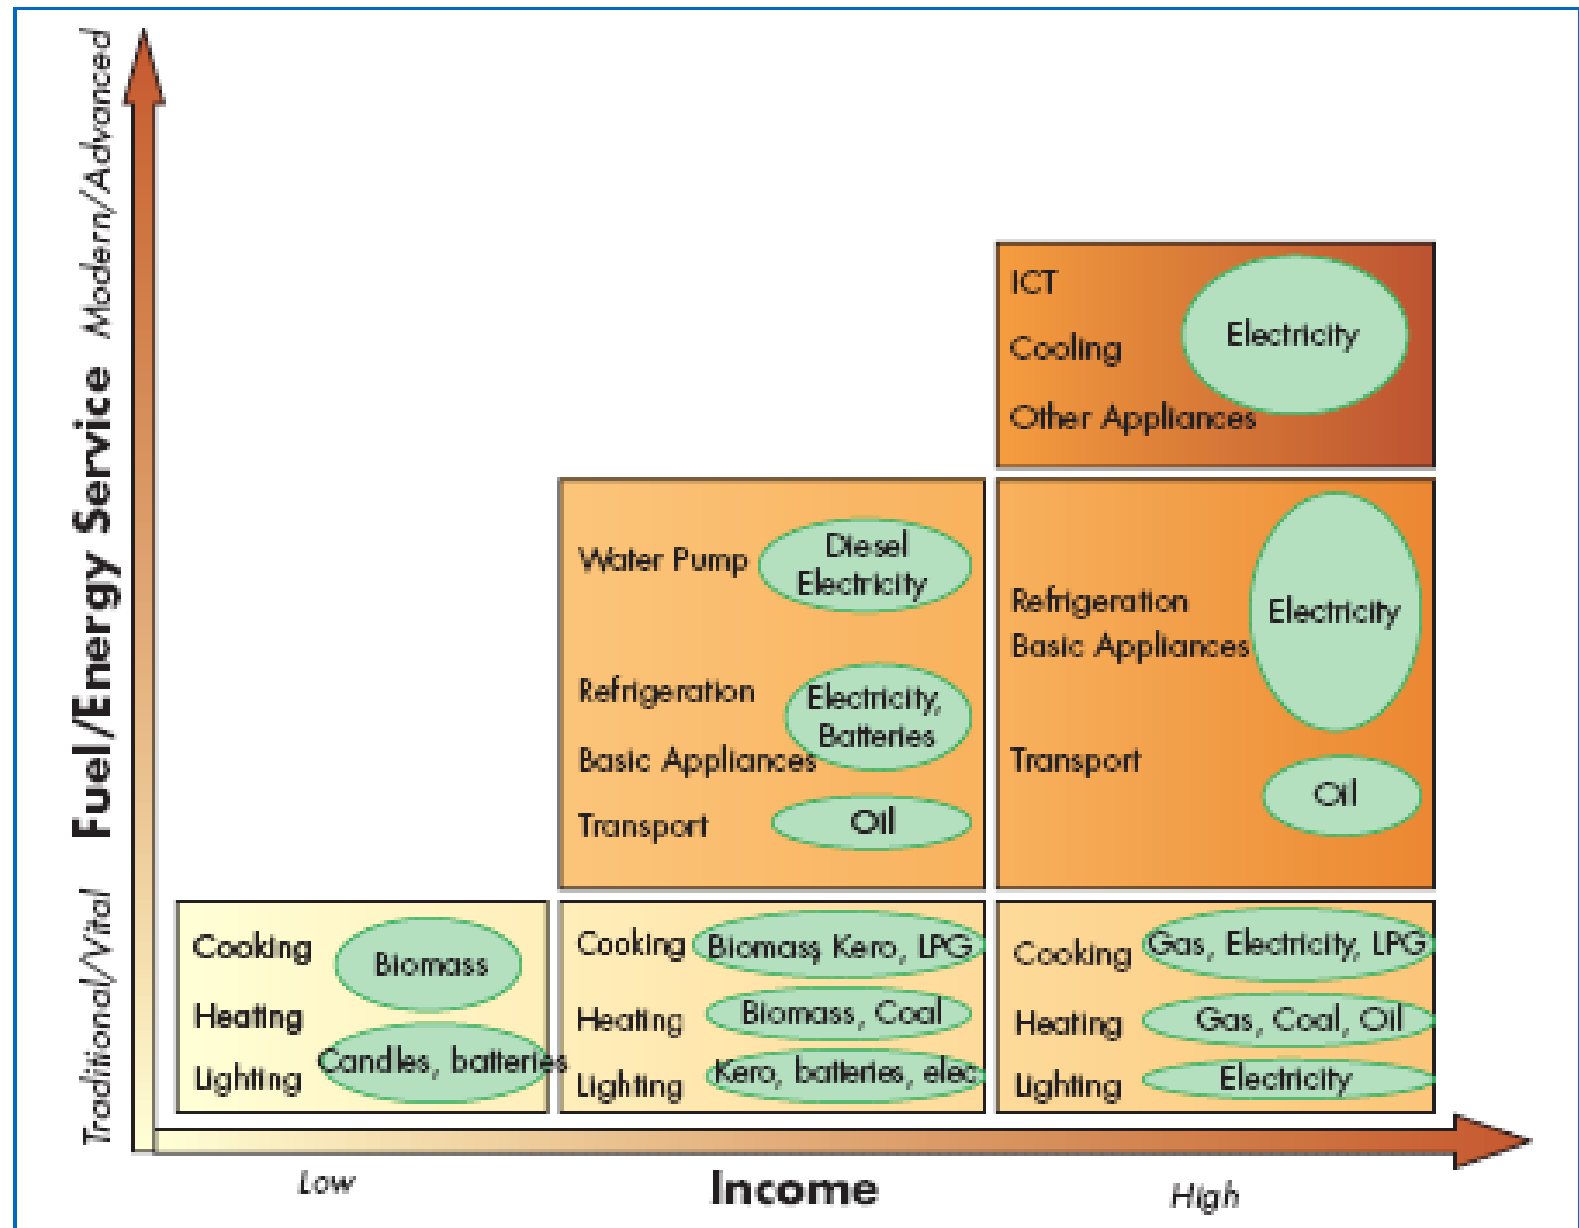 Fuel/Energy Service
Modern/Advanced
Traditional/Vital
ICT
Cooling
Other Appliances
Electricity
Water Pump
Diesel
Electricity
Refrigeration
Basic Appliances
Electricity,
Batteries
Transport
Oil
Refrigeration
Basic Appliances
Electricity
Transport
Oil
Cooking
Biomass
Heating
Lighting
Candles, batteries
Cooking
Biomass, Kero, LPG
Heating
Biomass, Coal
Lighting
Kero, batteries, elec.
Cooking
Gas, Electricity, LPG
Heating
Gas, Coal, Oil
Lighting
Electricity
Low
Income
High